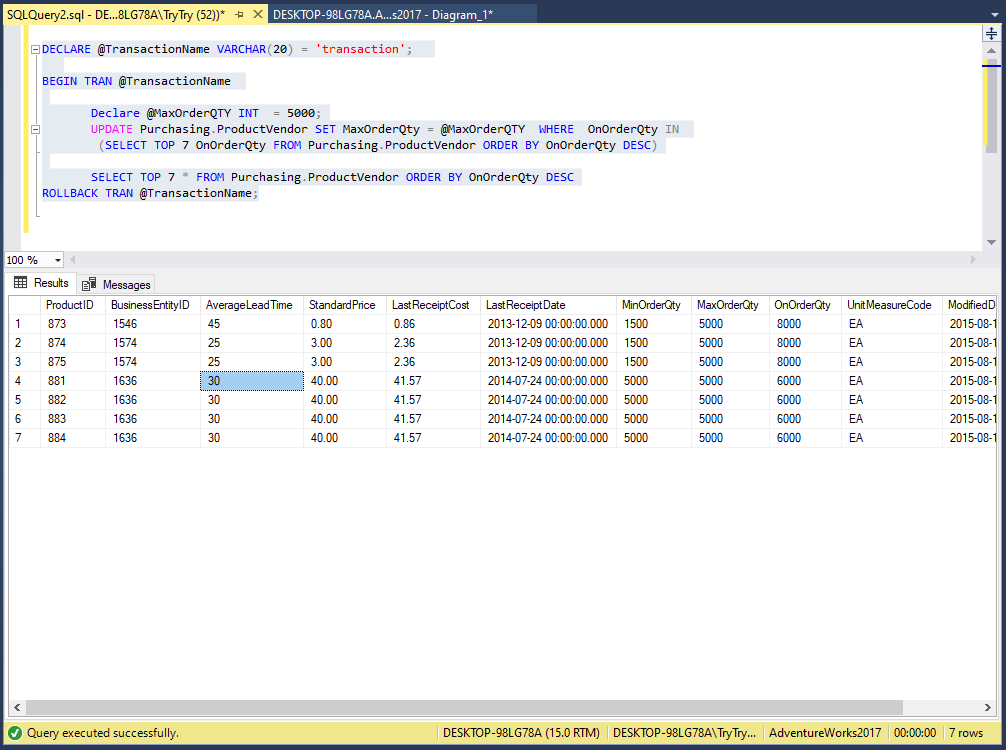 SQLQuery2.sql - DE...8LG78A\TryTry (52))* DESKTOP-98LG78A.A...s2017 - Diagram_1*
DECLARE @TransactionName VARCHAR(20) = 'transaction';
BEGIN TRAN @TransactionName
Declare @MaxOrderQTY INT = 5000;
UPDATE Purchasing.ProductVendor SET MaxOrderQty = @MaxOrderQTY WHERE OnOrderQty IN
(SELECT TOP 7 OnOrderQty FROM Purchasing.ProductVendor ORDER BY OnOrderQty DESC)
SELECT TOP 7 * FROM Purchasing.ProductVendor ORDER BY OnOrderQty DESC
ROLLBACK TRAN @TransactionName;
100 %
Results Messages
ProductID BusinessEntityID AverageLeadTime StandardPrice LastReceiptCost LastReceiptDate MinOrderQty MaxOrderQty OnOrderQty UnitMeasureCode ModifiedD
1 873 1546 45 0.80 0.86 2013-12-09 00:00:00.000 1500 5000 8000 EA 2015-08-1
2 874 1574 25 3.00 2.36 2013-12-09 00:00:00.000 1500 5000 8000 EA 2015-08-1
3 875 1574 25 3.00 2.36 2013-12-09 00:00:00.000 1500 5000 8000 EA 2015-08-1
4 881 1636 30 40.00 41.57 2014-07-24 00:00:00.000 5000 5000 6000 EA 2015-08-1
5 882 1636 30 40.00 41.57 2014-07-24 00:00:00.000 5000 5000 6000 EA 2015-08-1
6 883 1636 30 40.00 41.57 2014-07-24 00:00:00.000 5000 5000 6000 EA 2015-08-1
7 884 1636 30 40.00 41.57 2014-07-24 00:00:00.000 5000 5000 6000 EA 2015-08-1
Query executed successfully. DESKTOP-98LG78A (15.0 RTM) DESKTOP-98LG78A\TryTry... AdventureWorks2017 00:00:00 7 rows